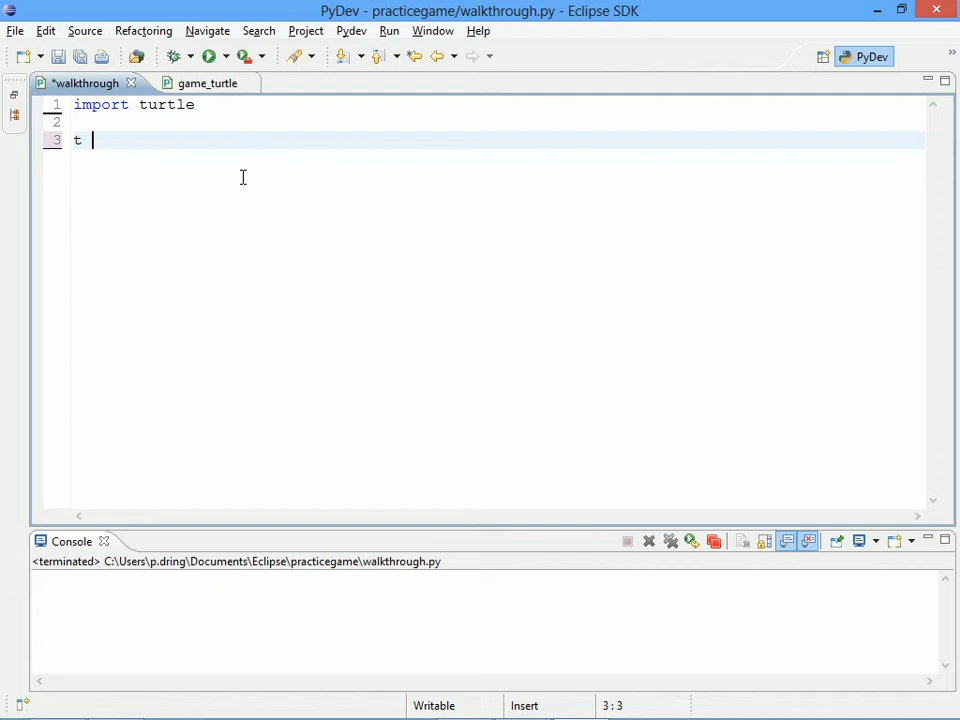 PyDev - practicegame/walkthrough.py - Eclipse SDK
File Edit Source Refactoring Navigate Search Project Pydev Run Window Help
PyDev
*walkthrough game_turtle
1 import turtle
2
3 t
Console
<terminated> C:\Users\p.dring\Documents\Eclipse\practicegame\walkthrough.py
Writable Insert 3 : 3